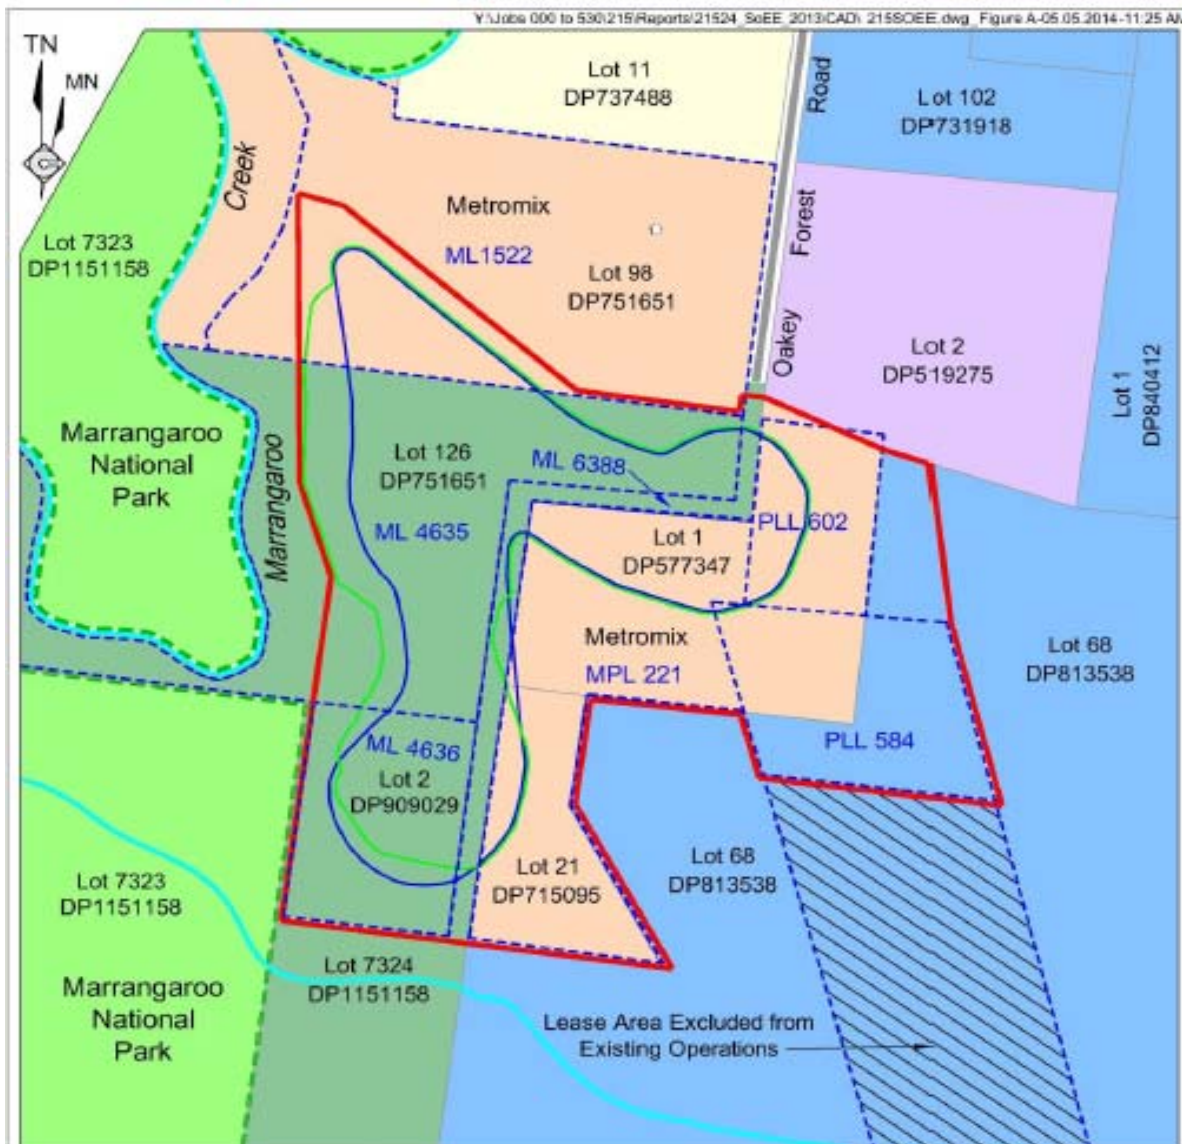 Y:\Jobs 000 to 530\215\Reports\21524_SoEE_2013\CAD\ 215SOEE.dwg_Figure A-05.05.2014-11:25 AM
TN
MN
Lot 11
DP737488
Road
Lot 102
DP731918
Creek
Metromix
ML1522
Forest
Lot 7323
DP1151158
Lot 98
DP751651
Oakey
Lot 2
DP519275
Lot 1
DP840412
Marrangaroo
National
Park
Marrangaroo
Lot 126
DP751651
ML 6388
ML 4635
PLL 602
Lot 1
DP577347
Metromix
MPL 221
Lot 68
DP813538
ML 4636
PLL 584
Lot 2
DP909029
Lot 7323
DP1151158
Lot 21
DP715095
Lot 68
DP813538
Lot 7324
DP1151158
Marrangaroo
National
Park
Lease Area Excluded from
Existing Operations